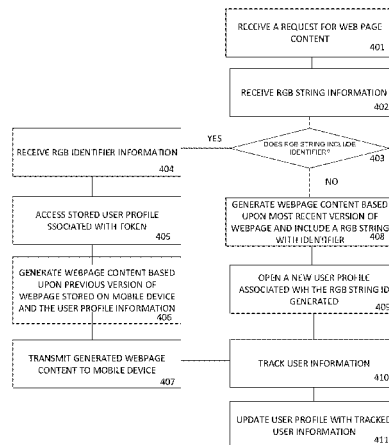 RECEIVE A REQUEST FOR WEB PAGE
CONTENT
401
RECEIVE RGB STRING INFORMATION
402
YES
DOES RGB STRING INCLUDE
IDENTIFIER?
403
NO
RECEIVE RGB IDENTIFIER INFORMATION
404
ACCESS STORED USER PROFILE
SSOCIATED WITH TOKEN
405
GENERATE WEBPAGE CONTENT BASED
UPON PREVIOUS VERSION OF
WEBPAGE STORED ON MOBILE DEVICE
AND THE USER PROFILE INFORMATION
406
TRANSMIT GENERATED WEBPAGE
CONTENT TO MOBILE DEVICE
407
GENERATE WEBPAGE CONTENT BASED
UPON MOST RECENT VERSION OF
WEBPAGE AND INCLUDE A RGB STRING
WITH IDENTIFIER
408
OPEN A NEW USER PROFILE
ASSOCIATED WIH THE RGB STRING ID
GENERATED
409
TRACK USER INFORMATION
410
UPDATE USER PROFILE WITH TRACKED
USER INFORMATION
411